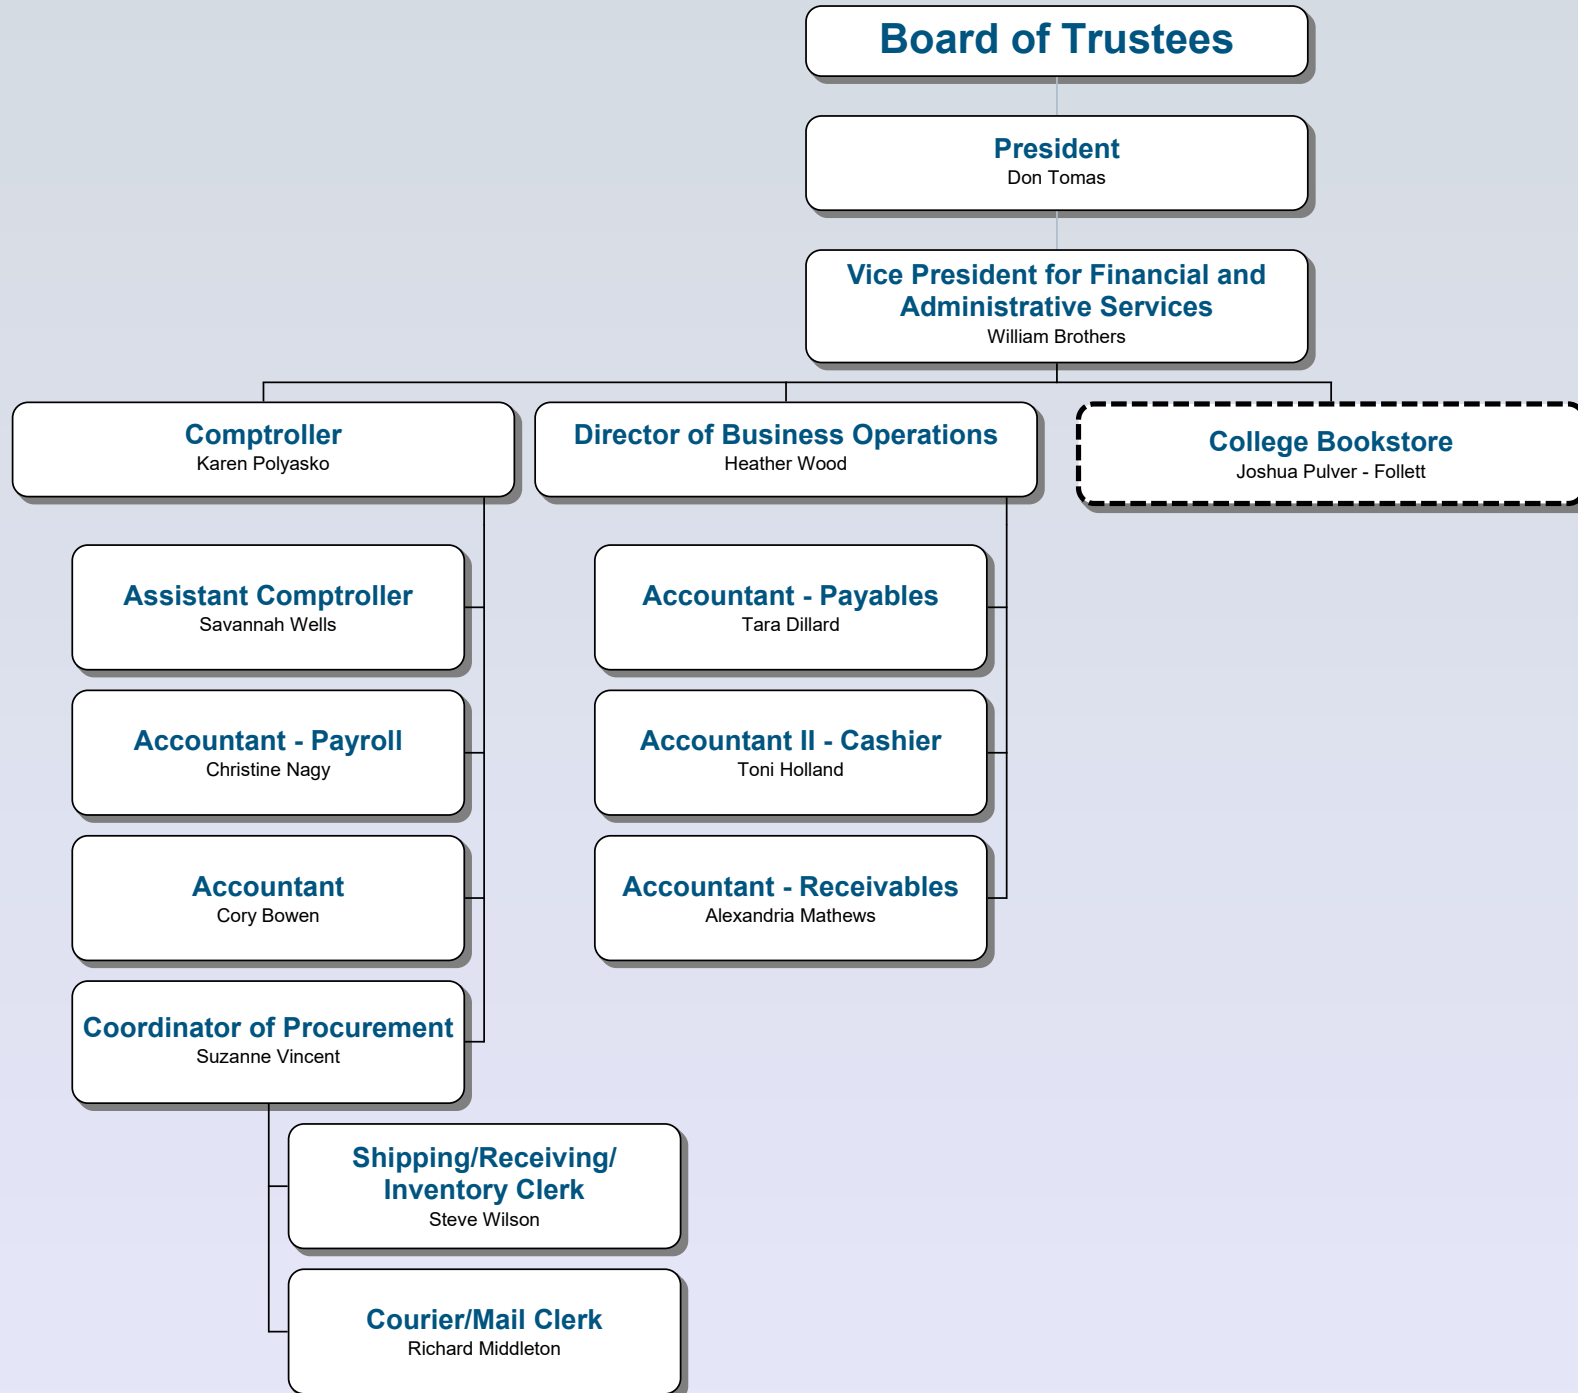 Board of Trustees
President
Don Tomas
Vice President for Financial and
Administrative Services
William Brothers
Comptroller
Karen Polyasko
Director of Business Operations
Heather Wood
College Bookstore
Joshua Pulver - Follett
Assistant Comptroller
Savannah Wells
Accountant - Payroll
Christine Nagy
Accountant
Cory Bowen
Coordinator of Procurement
Suzanne Vincent
Shipping/Receiving/
Inventory Clerk
Steve Wilson
Courier/Mail Clerk
Richard Middleton
Accountant - Payables
Tara Dillard
Accountant II - Cashier
Toni Holland
Accountant - Receivables
Alexandria Mathews